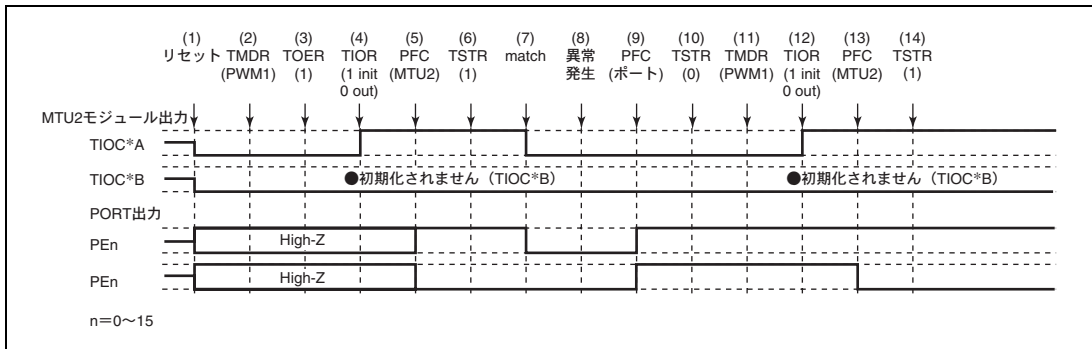 (1) (2) (3) (4) (5) (6) (7) (8) (9) (10) (11) (12) (13) (14)
リセット TMDR TOER TIOR PFC TSTR match 異常 PFC TSTR TMDR TIOR PFC TSTR
(PWM1) (1) (1 init (MTU2) (1) 発生 (ポート) (0) (PWM1) (1 init (MTU2) (1)
0 out) 0 out)
MTU2モジュール出力
TIOC*A
TIOC*B ●初期化されません（TIOC*B） ●初期化されません（TIOC*B）
PORT出力
PEn High-Z
PEn High-Z
n＝0～15